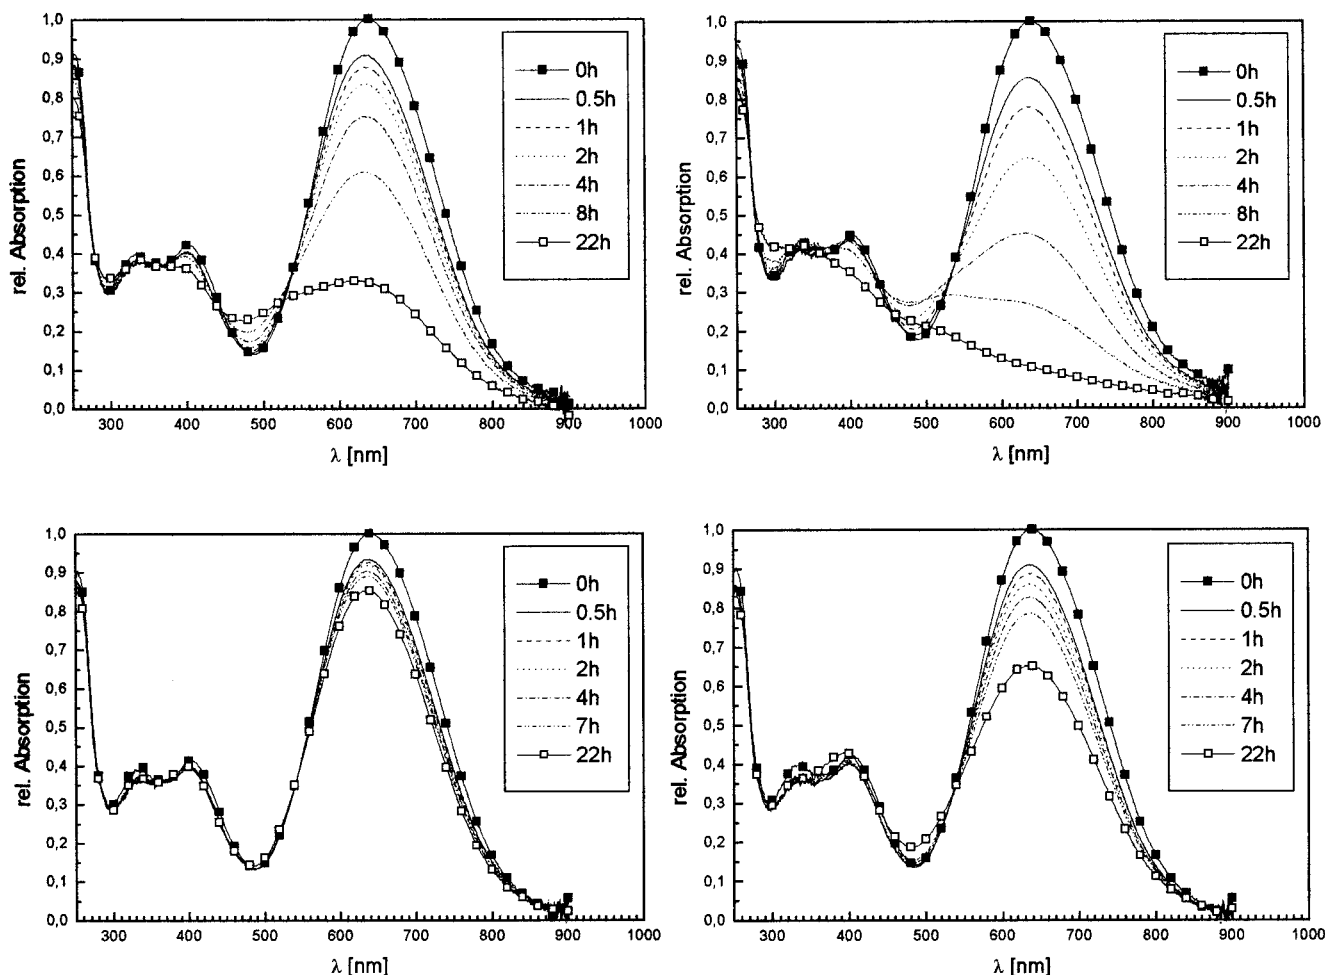 rel. Absorption
1,0
0,9
0,8
0,7
0,6
0,5
0,4
0,3
0,2
0,1
0,0
300 400 500 600 700 800 900 1000
λ [nm]
0h
0.5h
1h
2h
4h
8h
22h
rel. Absorption
1,0
0,9
0,8
0,7
0,6
0,5
0,4
0,3
0,2
0,1
0,0
300 400 500 600 700 800 900 1000
λ [nm]
0h
0.5h
1h
2h
4h
8h
22h
rel. Absorption
1,0
0,9
0,8
0,7
0,6
0,5
0,4
0,3
0,2
0,1
0,0
300 400 500 600 700 800 900 1000
λ [nm]
0h
0.5h
1h
2h
4h
7h
22h
rel. Absorption
1,0
0,9
0,8
0,7
0,6
0,5
0,4
0,3
0,2
0,1
0,0
300 400 500 600 700 800 900 1000
λ [nm]
0h
0.5h
1h
2h
4h
7h
22h